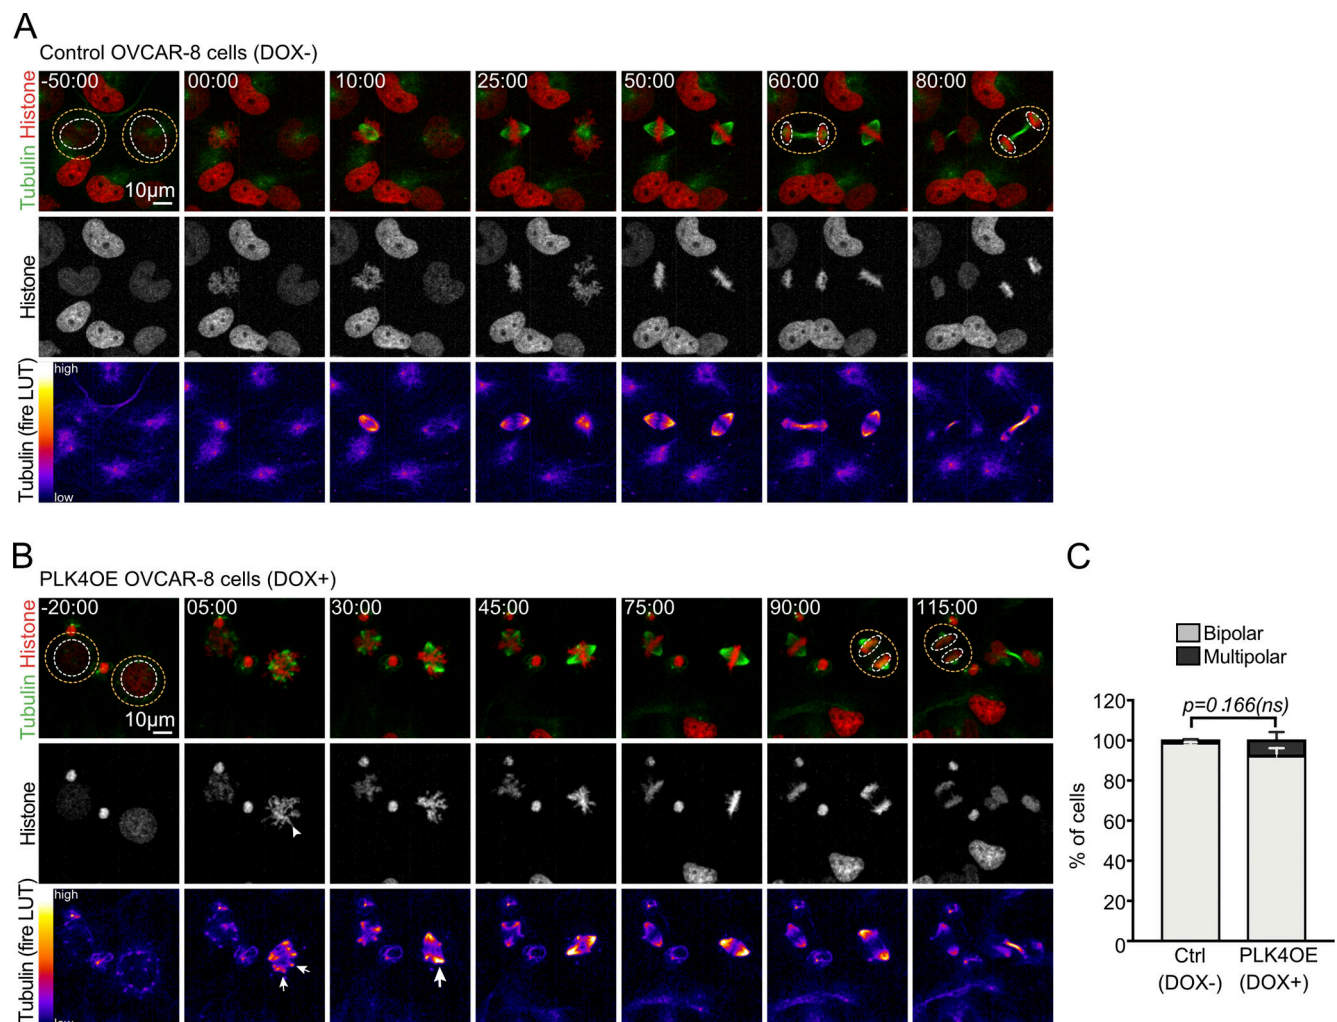 A
Control OVCAR-8 cells (DOX-)
Tubulin Histone
-50:00 00:00 10:00 25:00 50:00 60:00 80:00
10µm
Histone
Tubulin (fire LUT)
high
low
B
PLK4OE OVCAR-8 cells (DOX+)
Tubulin Histone
-20:00 05:00 30:00 45:00 75:00 90:00 115:00
10µm
Histone
Tubulin (fire LUT)
high
low
C
Bipolar
Multipolar
p=0.166(ns)
% of cells
120
100
80
60
40
20
0
Ctrl (DOX-)
PLK4OE (DOX+)